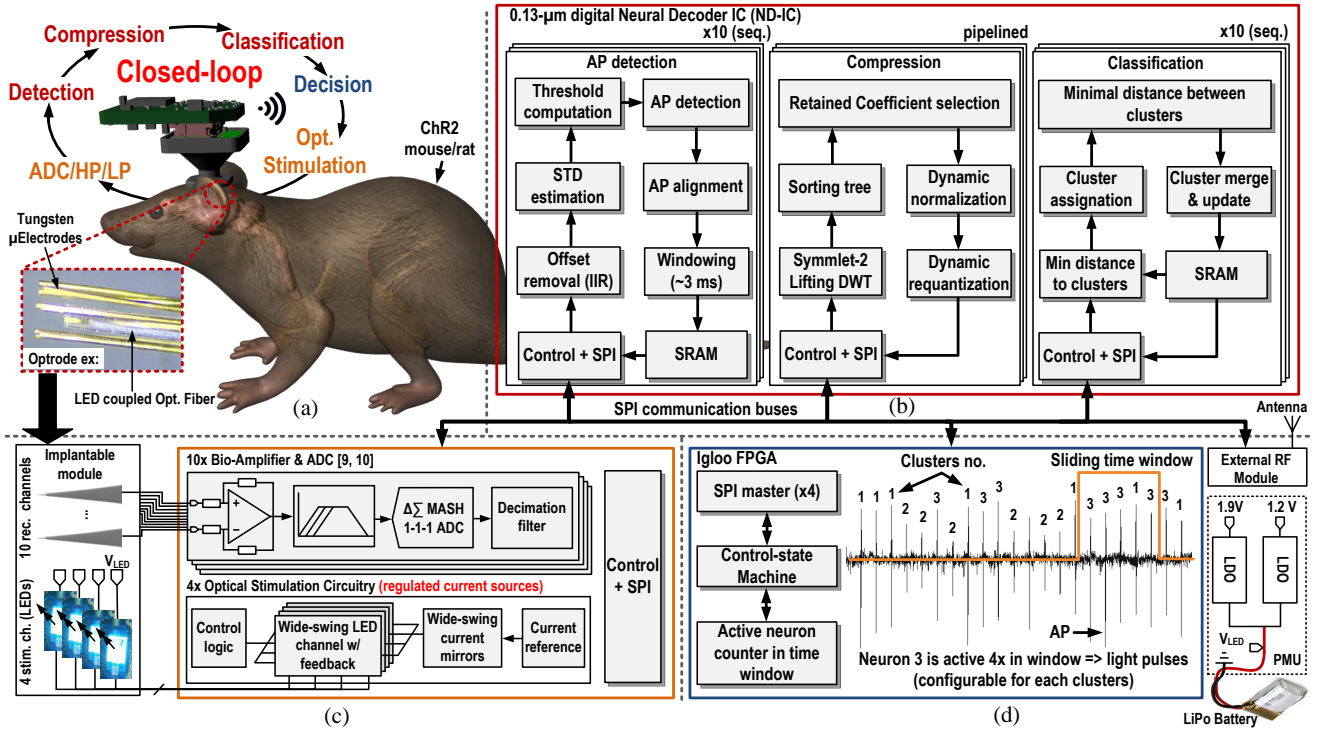 Compression
Classification
Closed-loop
Detection
Decision
Opt.
Stimulation
ADC/HP/LP
ChR2
mouse/rat
Tungsten
µElectrodes
Optrode ex:
LED coupled Opt. Fiber
(a)
0.13-µm digital Neural Decoder IC (ND-IC)
x10 (seq.)
pipelined
x10 (seq.)
AP detection
Threshold
computation
AP detection
STD
estimation
AP alignment
Offset
removal (IIR)
Windowing
(~3 ms)
Control + SPI
SRAM
Compression
Retained Coefficient selection
Sorting tree
Dynamic
normalization
Symmlet-2
Lifting DWT
Dynamic
requantization
Control + SPI
Classification
Minimal distance between
clusters
Cluster
assignation
Cluster merge
& update
Min distance
to clusters
SRAM
Control + SPI
(b)
SPI communication buses
Antenna
External RF
Module
Implantable
module
10 rec. channels
...
V_LED
4 stim. ch. (LEDs)
10x Bio-Amplifier & ADC [9, 10]
+
−
Δ∑ MASH
1-1-1 ADC
Decimation
filter
4x Optical Stimulation Circuitry (regulated current sources)
Control
logic
Wide-swing LED
channel w/
feedback
Wide-swing
current
mirrors
Current
reference
Control
+ SPI
(c)
Igloo FPGA
SPI master (x4)
Control-state
Machine
Active neuron
counter in time
window
Clusters no.
Sliding time window
1 1 1 2 2 3 2 1 3 3 2 2 2 2 1 3 3 3 1 3 3 1
AP
Neuron 3 is active 4x in window => light pulses
(configurable for each clusters)
(d)
1.9V
1.2 V
LDO
LDO
V_LED
PMU
LiPo Battery